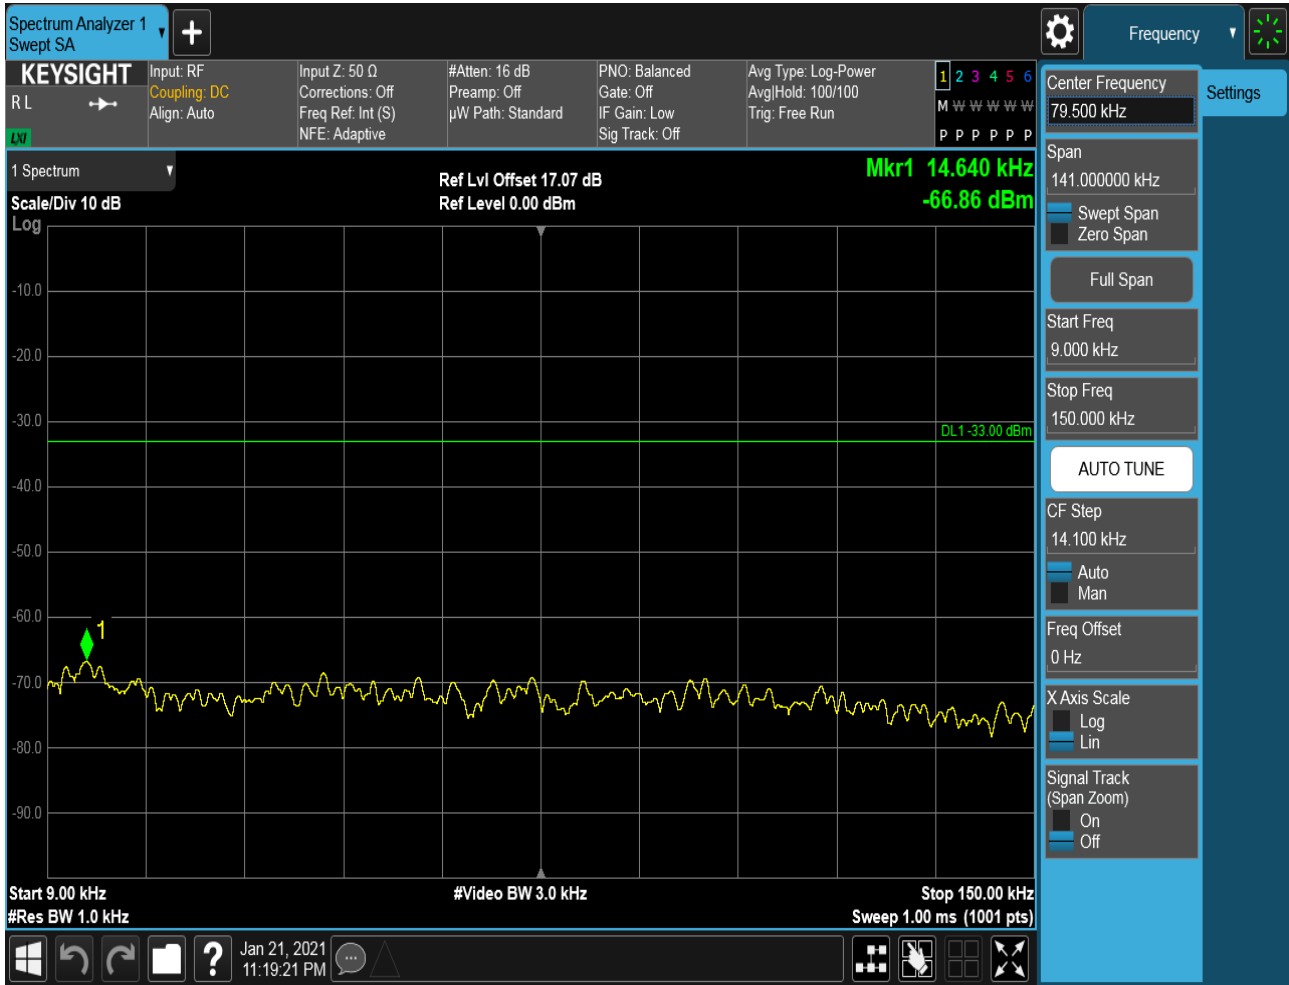 Spectrum Analyzer 1
Swept SA
Frequency
KEYSIGHT
R L
LXI
Input: RF
Coupling: DC
Align: Auto
Input Z: 50 Ω
Corrections: Off
Freq Ref: Int (S)
NFE: Adaptive
#Atten: 16 dB
Preamp: Off
µW Path: Standard
PNO: Balanced
Gate: Off
IF Gain: Low
Sig Track: Off
Avg Type: Log-Power
Avg|Hold: 100/100
Trig: Free Run
1 2 3 4 5 6
M W W W W W
P P P P P P
1 Spectrum
Scale/Div 10 dB
Log
Ref Lvl Offset 17.07 dB
Ref Level 0.00 dBm
Mkr1 14.640 kHz
-66.86 dBm
-10.0
-20.0
-30.0
DL1 -33.00 dBm
-40.0
-50.0
-60.0
1
-70.0
-80.0
-90.0
Start 9.00 kHz
#Res BW 1.0 kHz
#Video BW 3.0 kHz
Stop 150.00 kHz
Sweep 1.00 ms (1001 pts)
Jan 21, 2021
11:19:21 PM
Center Frequency
79.500 kHz
Settings
Span
141.000000 kHz
Swept Span
Zero Span
Full Span
Start Freq
9.000 kHz
Stop Freq
150.000 kHz
AUTO TUNE
CF Step
14.100 kHz
Auto
Man
Freq Offset
0 Hz
X Axis Scale
Log
Lin
Signal Track
(Span Zoom)
On
Off